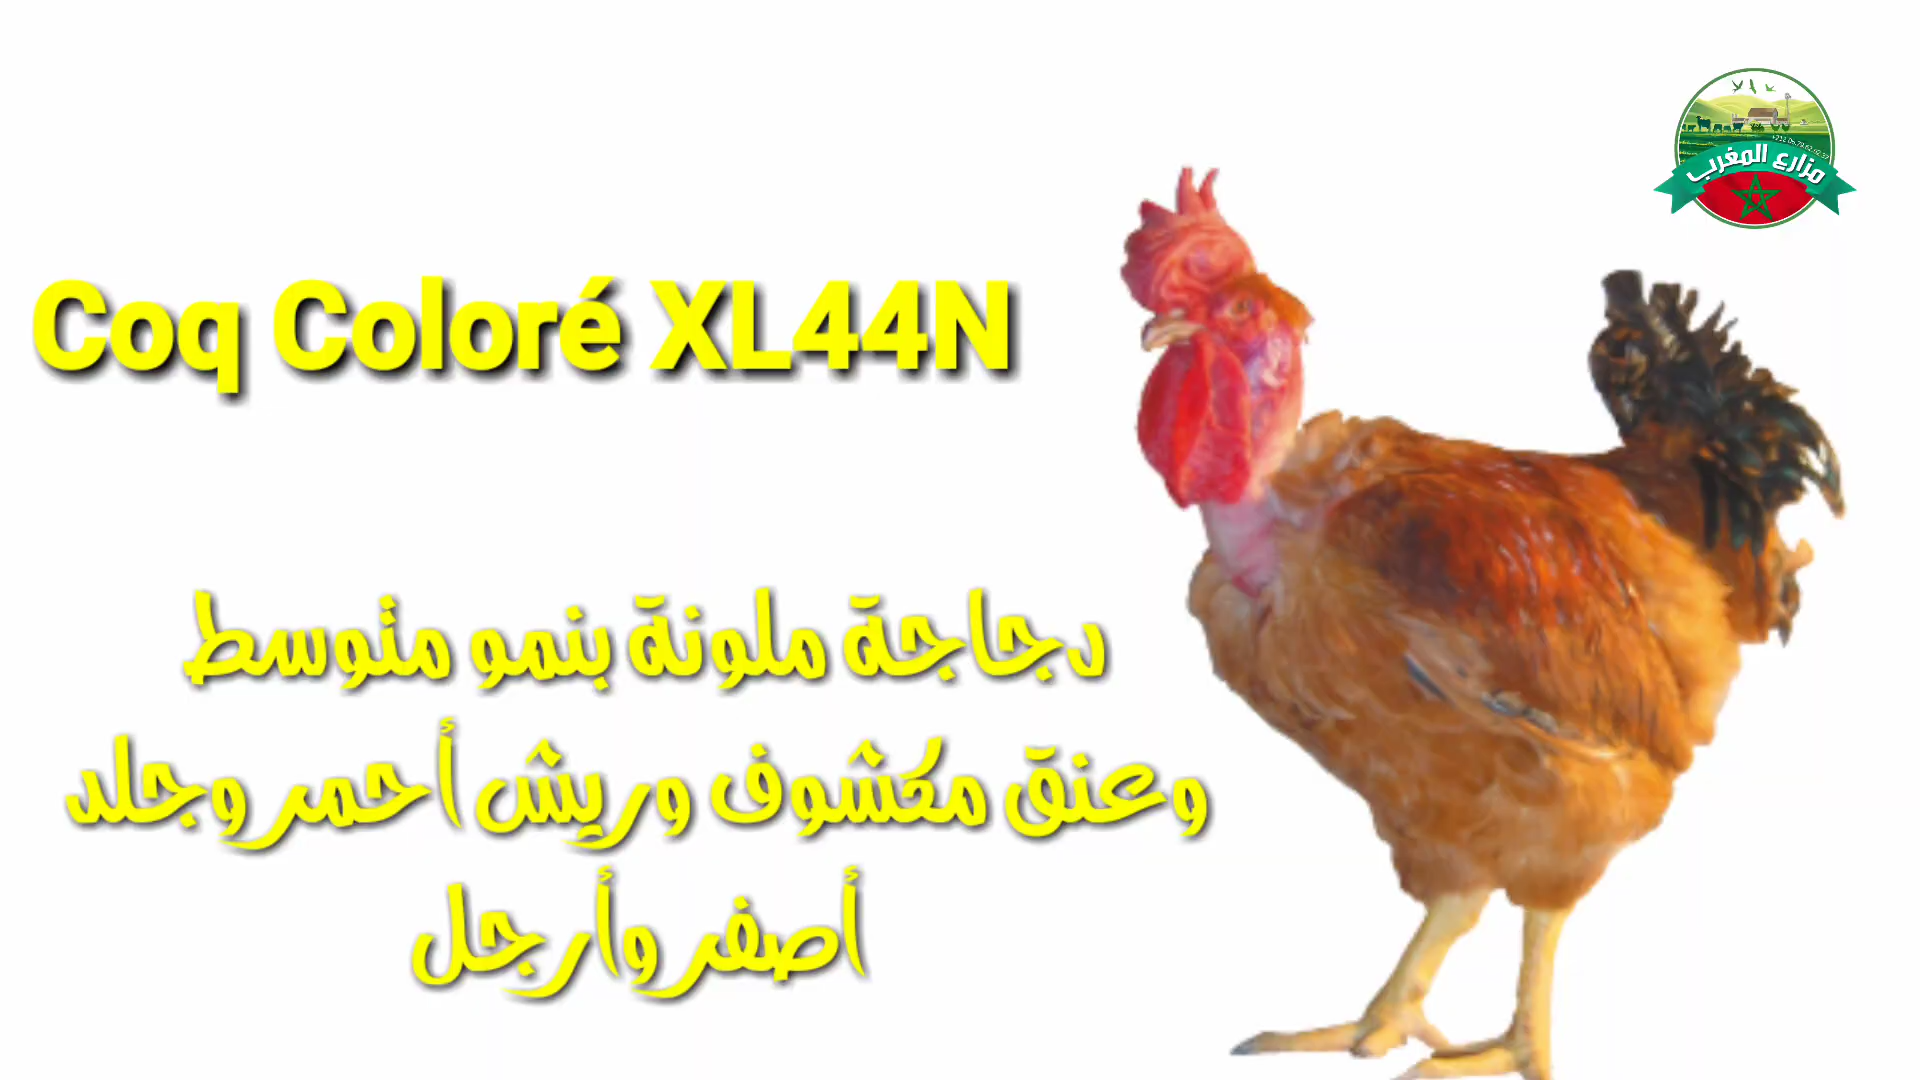 Coq Coloré XL44N
مزارع المغرب
دجاجة ملونة بنمو متوسط
وعنق مكشوف وريش أحمر وجلد
أصفر وأرجل